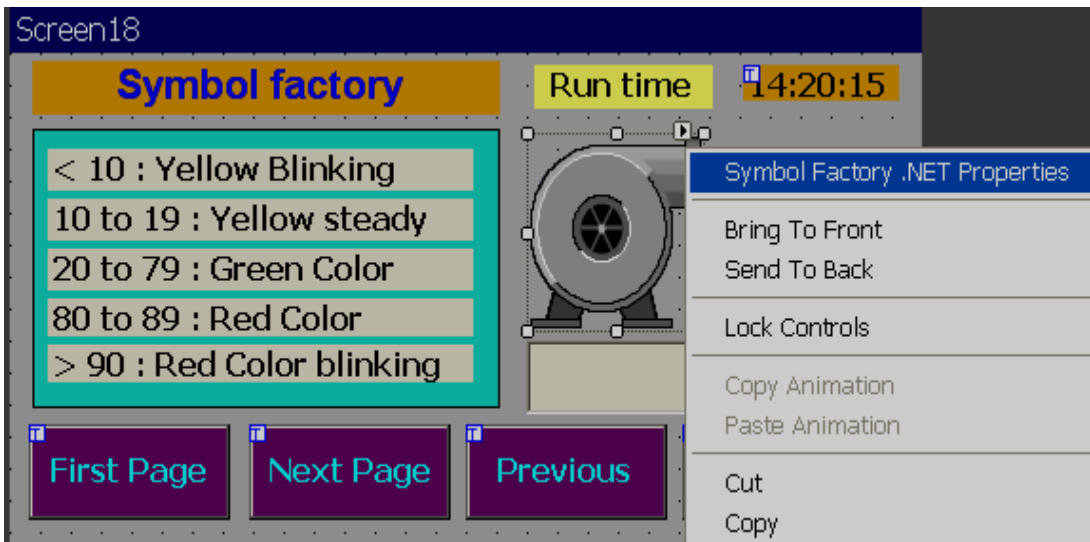 Screen18
Symbol factory
Run time
14:20:15
< 10 : Yellow Blinking
10 to 19 : Yellow steady
20 to 79 : Green Color
80 to 89 : Red Color
> 90 : Red Color blinking
Symbol Factory .NET Properties
Bring To Front
Send To Back
Lock Controls
Copy Animation
Paste Animation
Cut
Copy
T
First Page
T
Next Page
T
Previous